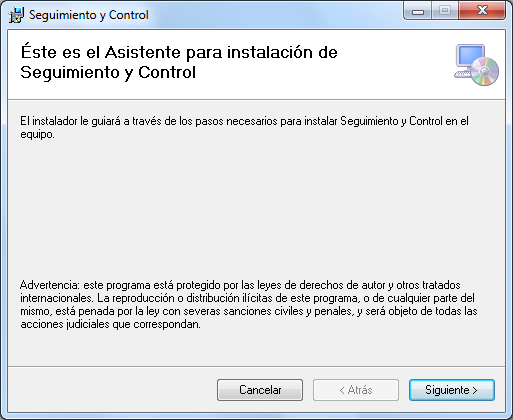 Seguimiento y Control
Éste es el Asistente para instalación de
Seguimiento y Control
El instalador le guiará a través de los pasos necesarios para instalar Seguimiento y Control en el
equipo.
Advertencia: este programa está protegido por las leyes de derechos de autor y otros tratados
internacionales. La reproducción o distribución ilícitas de este programa, o de cualquier parte del
mismo, está penada por la ley con severas sanciones civiles y penales, y será objeto de todas las
acciones judiciales que correspondan.
Cancelar
< Atrás
Siguiente >